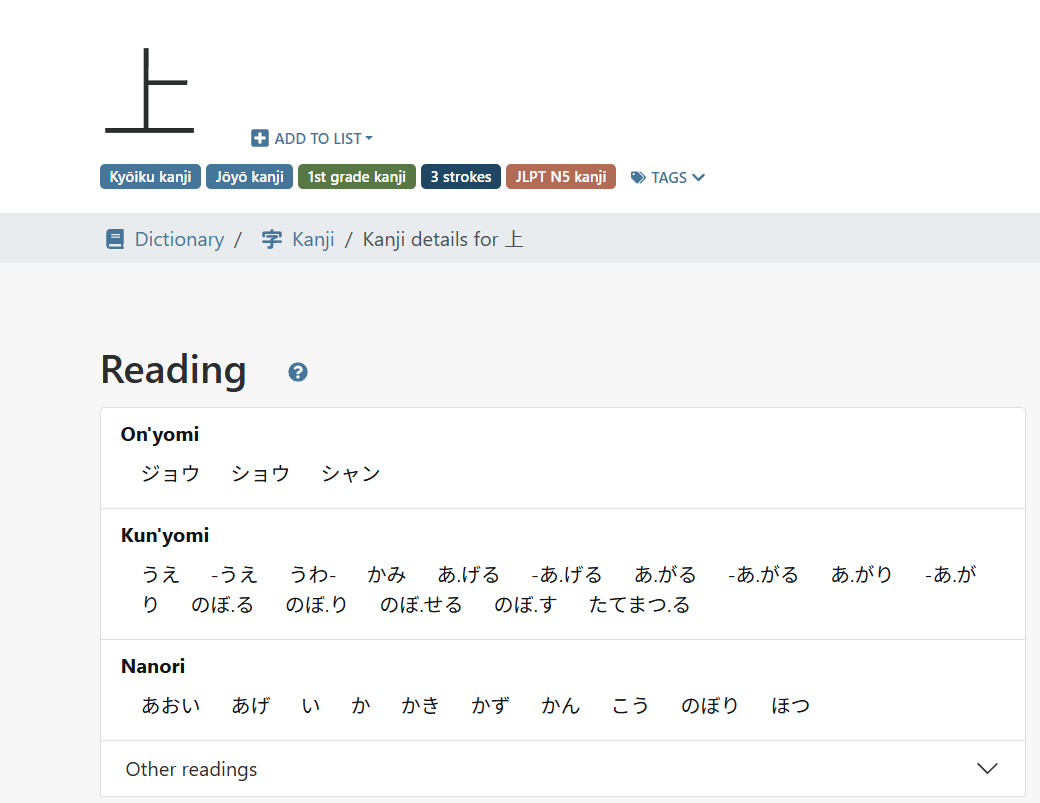 上
ADD TO LIST
Kyōiku kanji Jōyō kanji 1st grade kanji 3 strokes JLPT N5 kanji TAGS
Dictionary / 字 Kanji / Kanji details for 上
Reading
On'yomi
ジョウ ショウ シャン
Kun'yomi
うえ -うえ うわ- かみ あ.げる -あ.げる あ.がる -あ.がる あ.がり -あ.が
り のぼ.る のぼ.り のぼ.せる のぼ.す たてまつ.る
Nanori
あおい あげ い か かき かず かん こう のぼり ほつ
Other readings